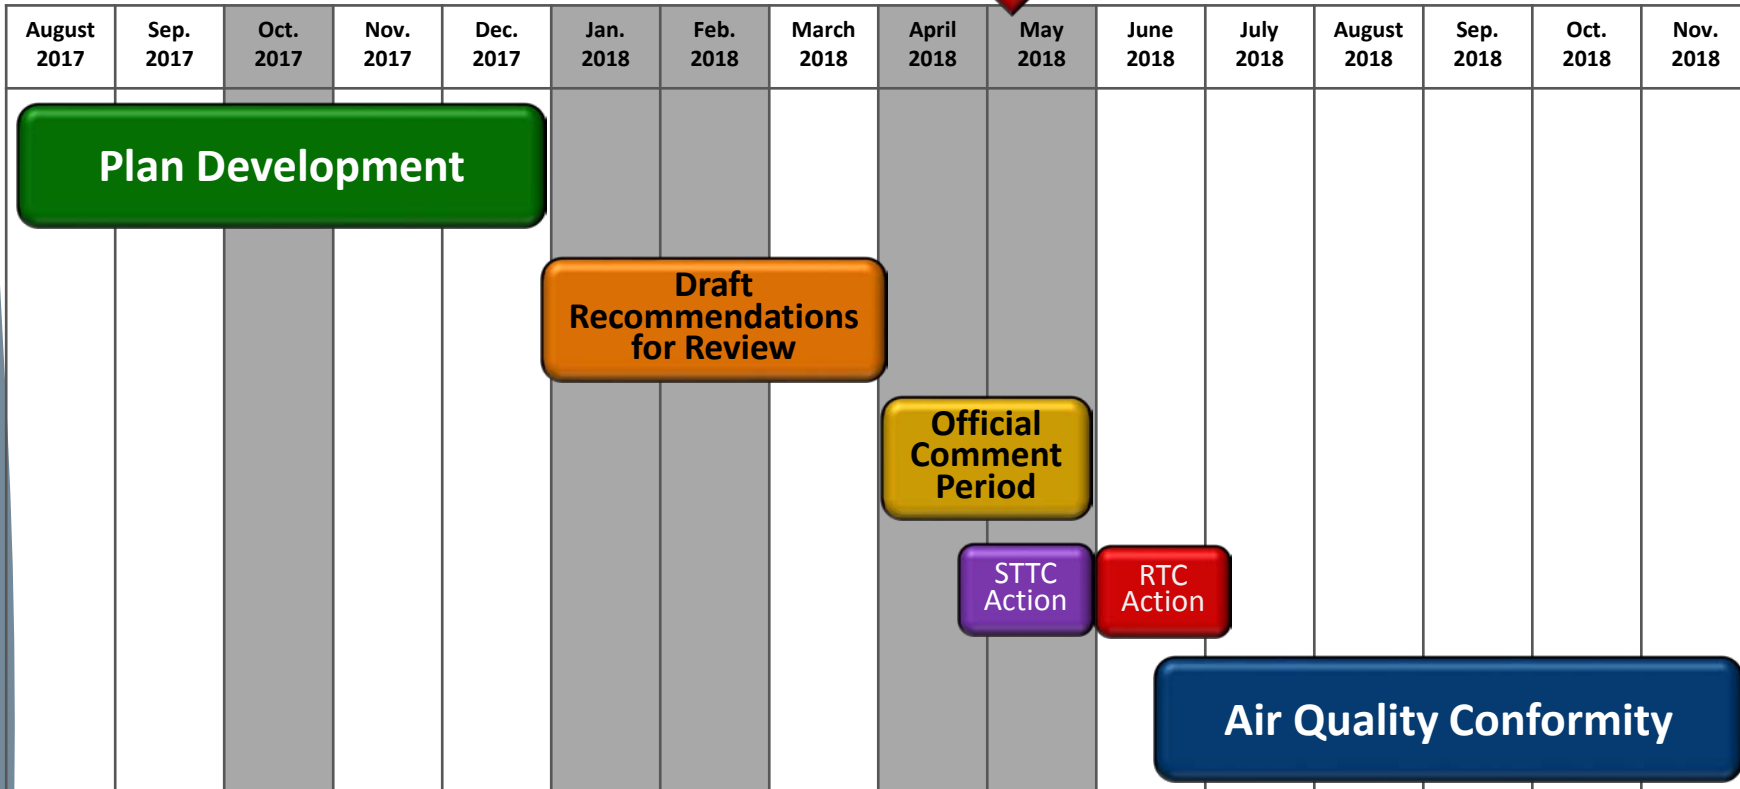 August Sep. Oct. Nov. Dec. Jan. Feb. March April May June July August Sep. Oct. Nov.
2017 2017 2017 2017 2017 2018 2018 2018 2018 2018 2018 2018 2018 2018 2018 2018
Plan Development
Draft
Recommendations
for Review
Official
Comment
Period
STTC
Action
RTC
Action
Air Quality Conformity